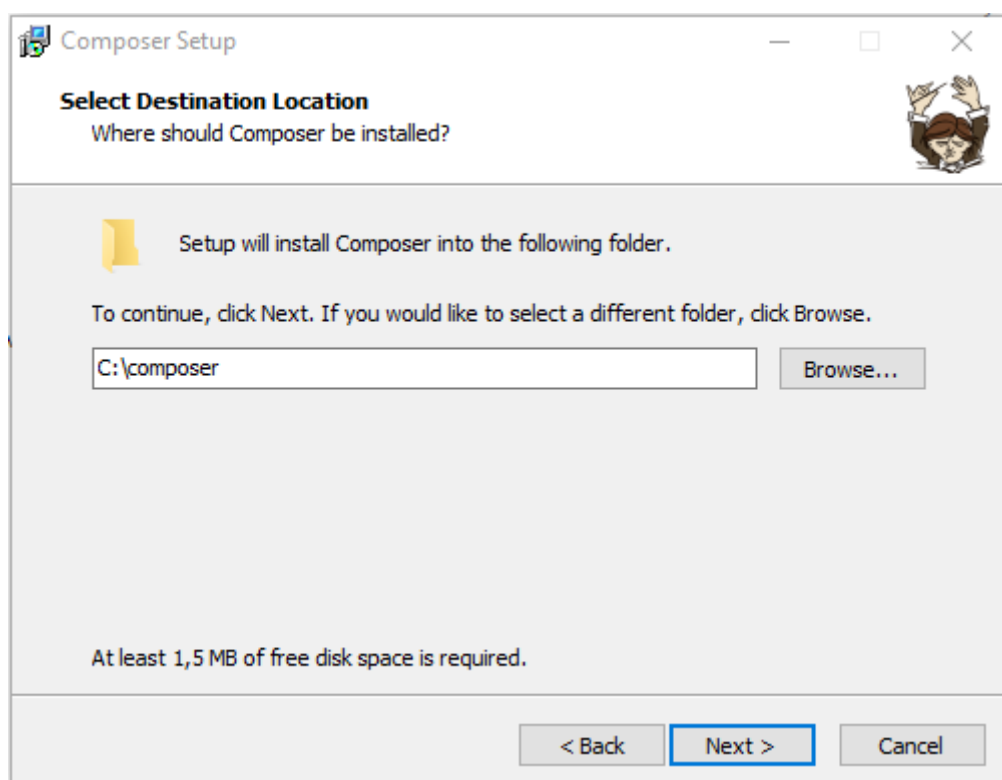 Composer Setup
Select Destination Location
Where should Composer be installed?
Setup will install Composer into the following folder.
To continue, click Next. If you would like to select a different folder, click Browse.
C:\composer
Browse...
At least 1,5 MB of free disk space is required.
< Back
Next >
Cancel